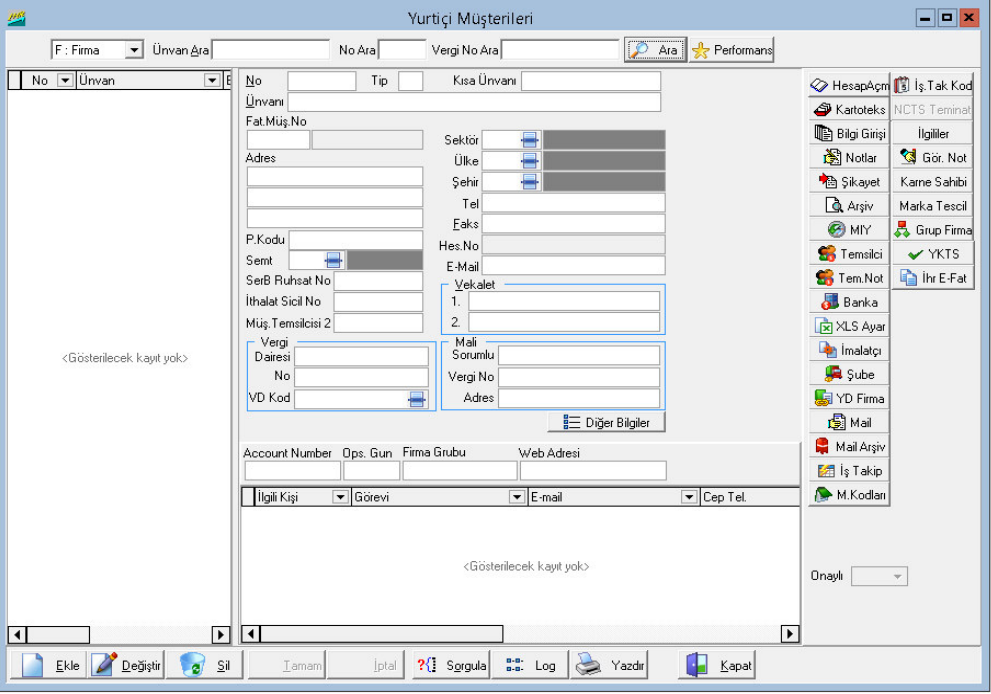 Yurtiçi Müşterileri
F : Firma Ünvan Ara No Ara Vergi No Ara Ara Performans
No Ünvan
No Tip Kısa Ünvanı
Ünvanı
Fat.Müş.No
Adres
P.Kodu
Semt
SerB Ruhsat No
İthalat Sicil No
Müş.Temsilcisi 2
Sektör
Ülke
Şehir
Tel
Faks
Hes.No
E-Mail
Vekalet
1.
2.
Vergi
Dairesi
No
VD Kod
Mali
Sorumlu
Vergi No
Adres
Diğer Bilgiler
Account Number Ops. Gun Firma Grubu Web Adresi
İlgili Kişi Görevi E-mail Cep Tel.
<Gösterilecek kayıt yok>
<Gösterilecek kayıt yok>
HesapAçm İş.Tak Kod
Kartoteks NCTS Teminat
Bilgi Girişi İlgililer
Notlar Gör. Not
Şikayet Karne Sahibi
Arşiv Marka Tescil
MIY Grup Firma
Temsilci YKTS
Tem.Not İhr E-Fat
Banka
XLS Ayar
İmalatçı
Şube
YD Firma
Mail
Mail Arşiv
İş Takip
M.Kodları
Onaylı
Ekle Değiştir Sil Tamam İptal Sorgula Log Yazdır Kapat